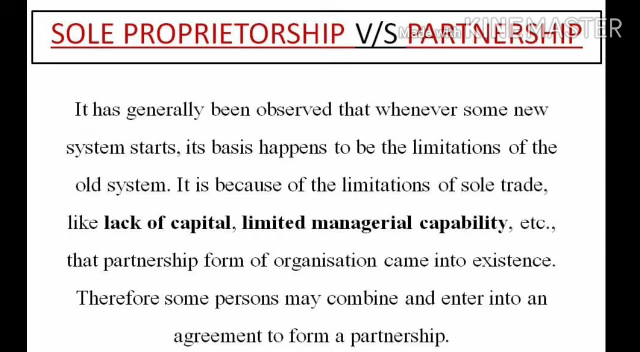 Made with KINEMASTER
SOLE PROPRIETORSHIP V/S PARTNERSHIP
It has generally been observed that whenever some new
system starts, its basis happens to be the limitations of the
old system. It is because of the limitations of sole trade,
like lack of capital, limited managerial capability, etc.,
that partnership form of organisation came into existence.
Therefore some persons may combine and enter into an
agreement to form a partnership.